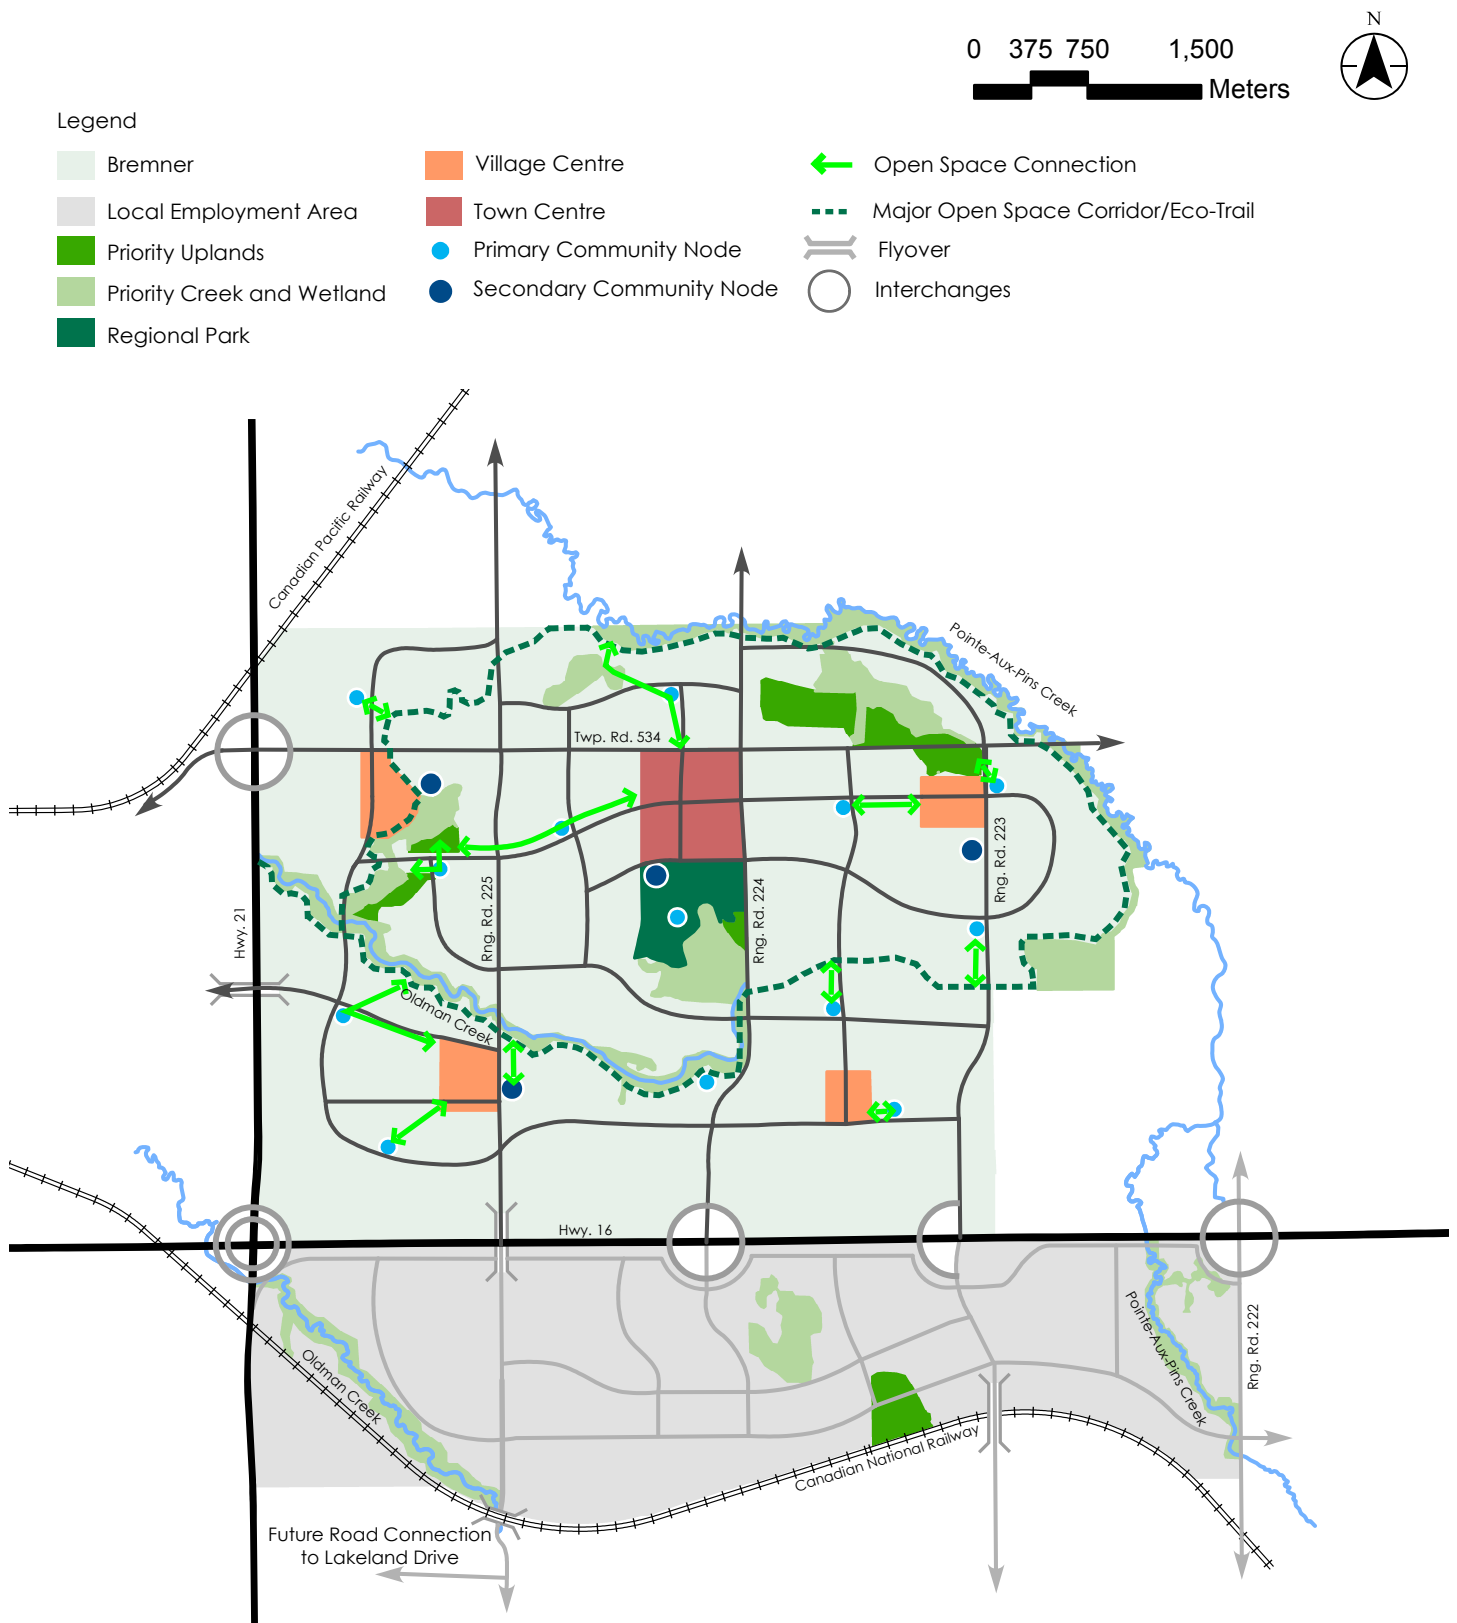 N
0 375 750 1,500
Meters
Legend
Bremner
Local Employment Area
Priority Uplands
Priority Creek and Wetland
Regional Park
Village Centre
Town Centre
Primary Community Node
Secondary Community Node
Open Space Connection
Major Open Space Corridor/Eco-Trail
Flyover
Interchanges
Canadian Pacific Railway
Pointe-Aux-Pins Creek
Twp. Rd. 534
Rng. Rd. 223
Hwy. 21
Rng. Rd. 225
Rng. Rd. 224
Oldman Creek
Hwy. 16
Oldman Creek
Pointe-Aux-Pins Creek
Rng. Rd. 222
Canadian National Railway
Future Road Connection
to Lakeland Drive